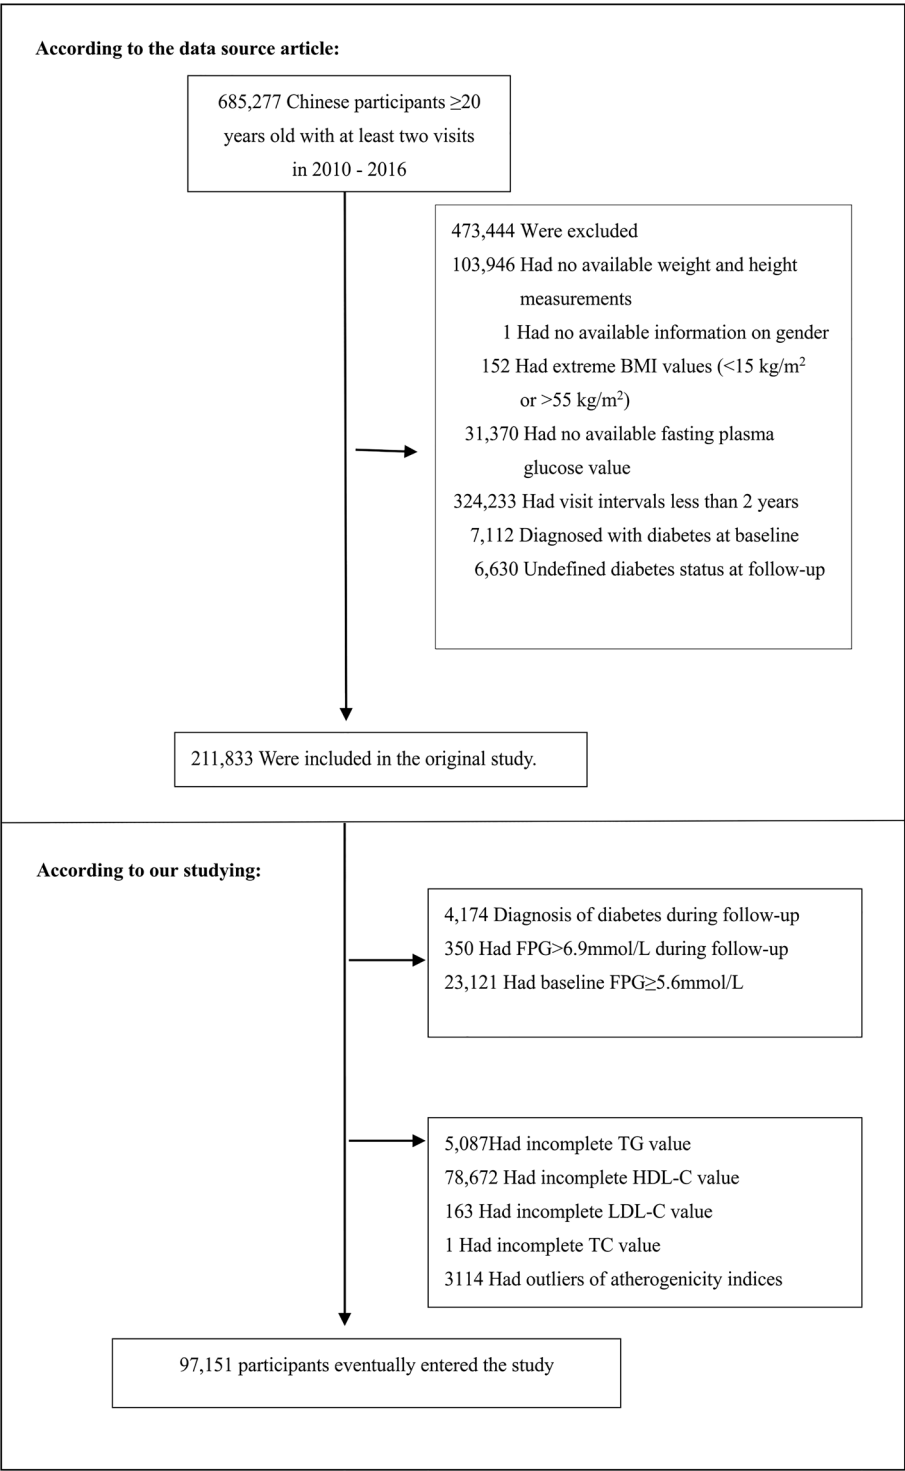 According to the data source article:
685,277 Chinese participants ≥20
years old with at least two visits
in 2010 - 2016
473,444 Were excluded
103,946 Had no available weight and height
measurements
1 Had no available information on gender
152 Had extreme BMI values (<15 kg/m²
or >55 kg/m²)
31,370 Had no available fasting plasma
glucose value
324,233 Had visit intervals less than 2 years
7,112 Diagnosed with diabetes at baseline
6,630 Undefined diabetes status at follow-up
211,833 Were included in the original study.
According to our studying:
4,174 Diagnosis of diabetes during follow-up
350 Had FPG>6.9mmol/L during follow-up
23,121 Had baseline FPG≥5.6mmol/L
5,087Had incomplete TG value
78,672 Had incomplete HDL-C value
163 Had incomplete LDL-C value
1 Had incomplete TC value
3114 Had outliers of atherogenicity indices
97,151 participants eventually entered the study